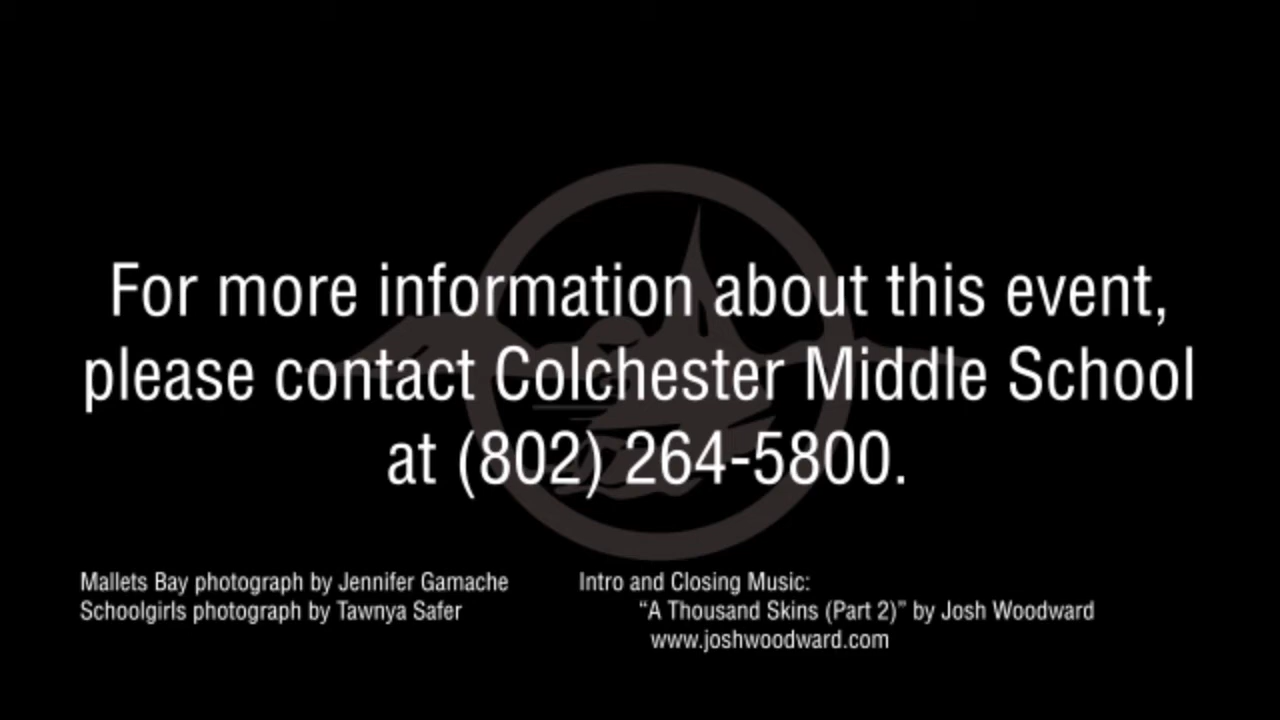 For more information about this event,
please contact Colchester Middle School
at (802) 264-5800.
Mallets Bay photograph by Jennifer Gamache
Schoolgirls photograph by Tawnya Safer
Intro and Closing Music:
“A Thousand Skins (Part 2)” by Josh Woodward
www.joshwoodward.com